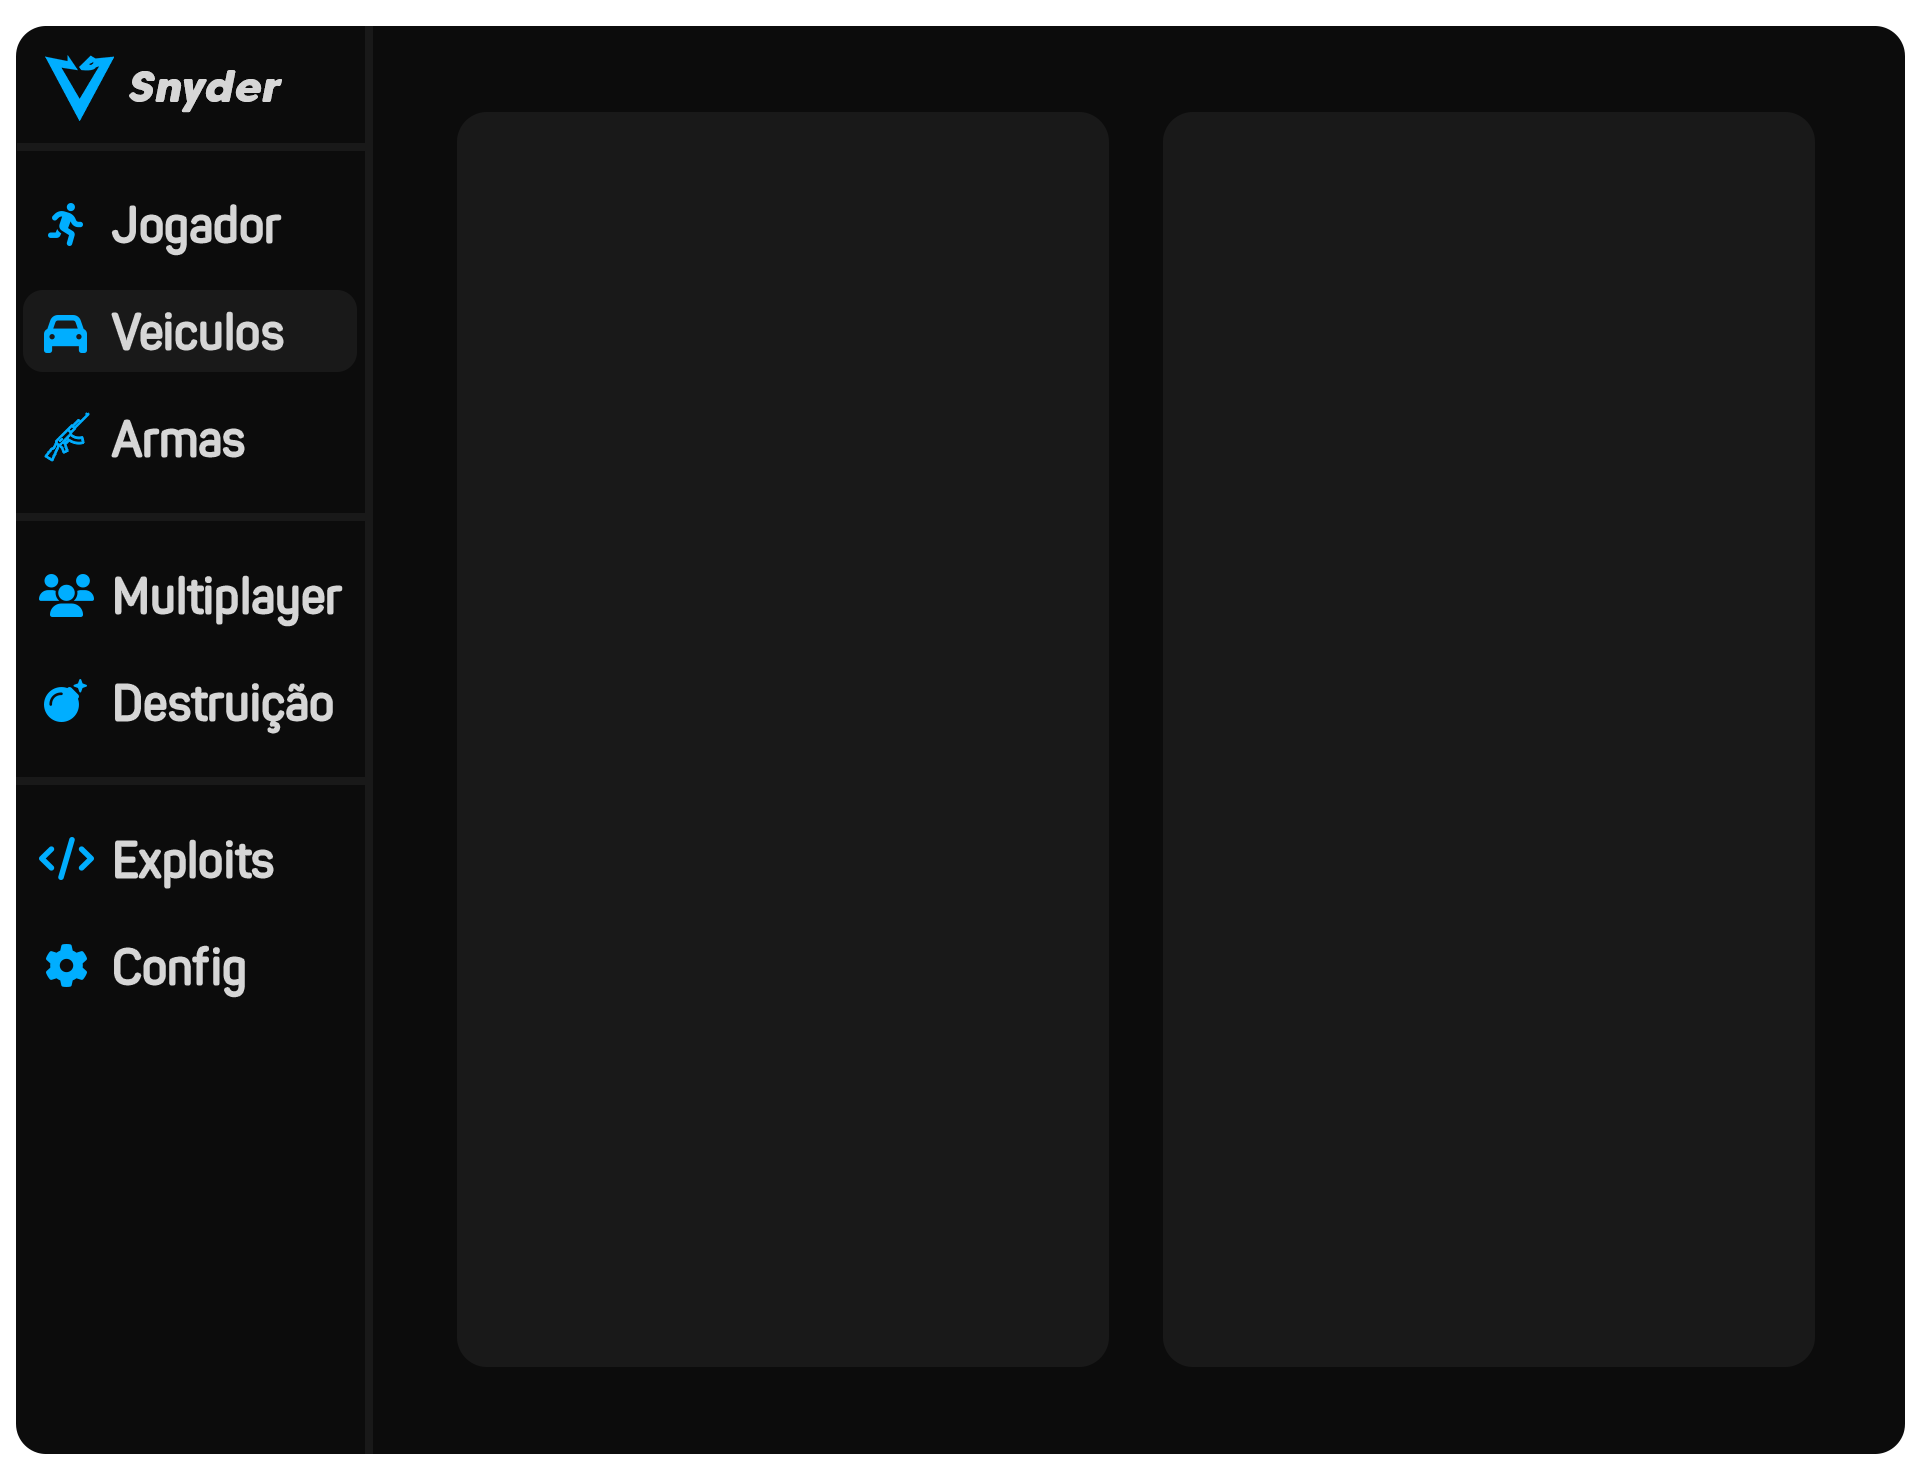 Snyder
Jogador
Veiculos
Armas
Multiplayer
Destruição
Exploits
Config